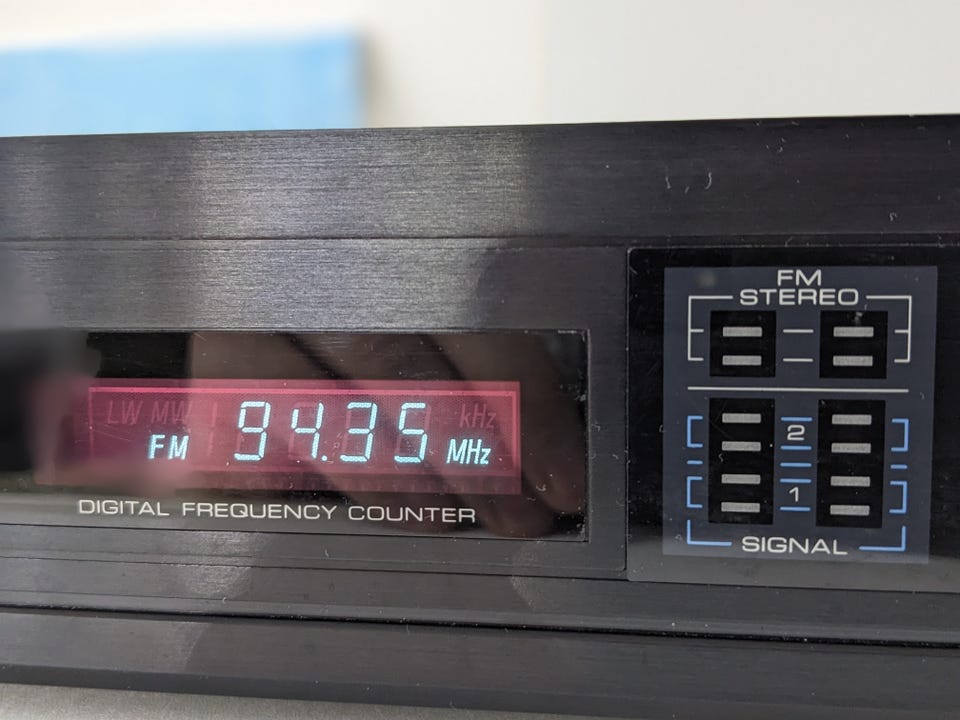 LW MW kHz
FM 94.35 MHz
DIGITAL FREQUENCY COUNTER
FM
STEREO
2
1
SIGNAL